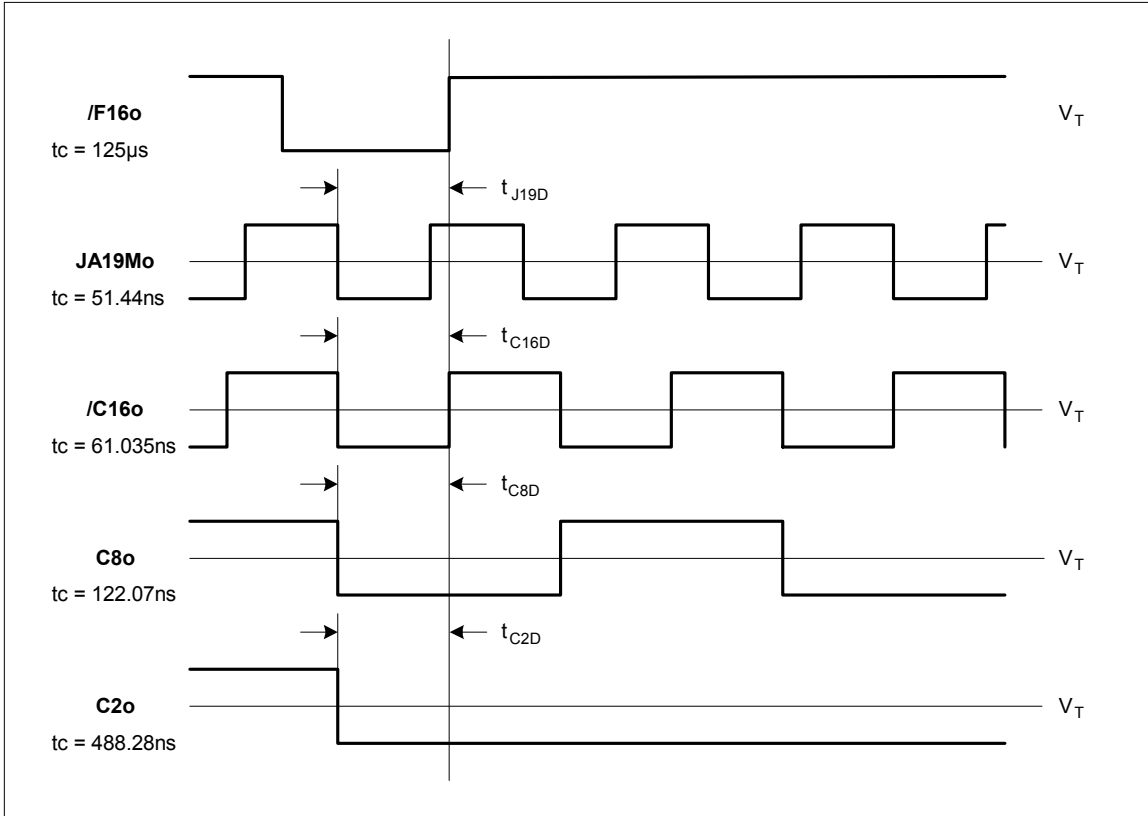 /F16o
tc = 125µs
V_T
t_J19D
JA19Mo
tc = 51.44ns
V_T
t_C16D
/C16o
tc = 61.035ns
V_T
t_C8D
C8o
tc = 122.07ns
V_T
t_C2D
C2o
tc = 488.28ns
V_T